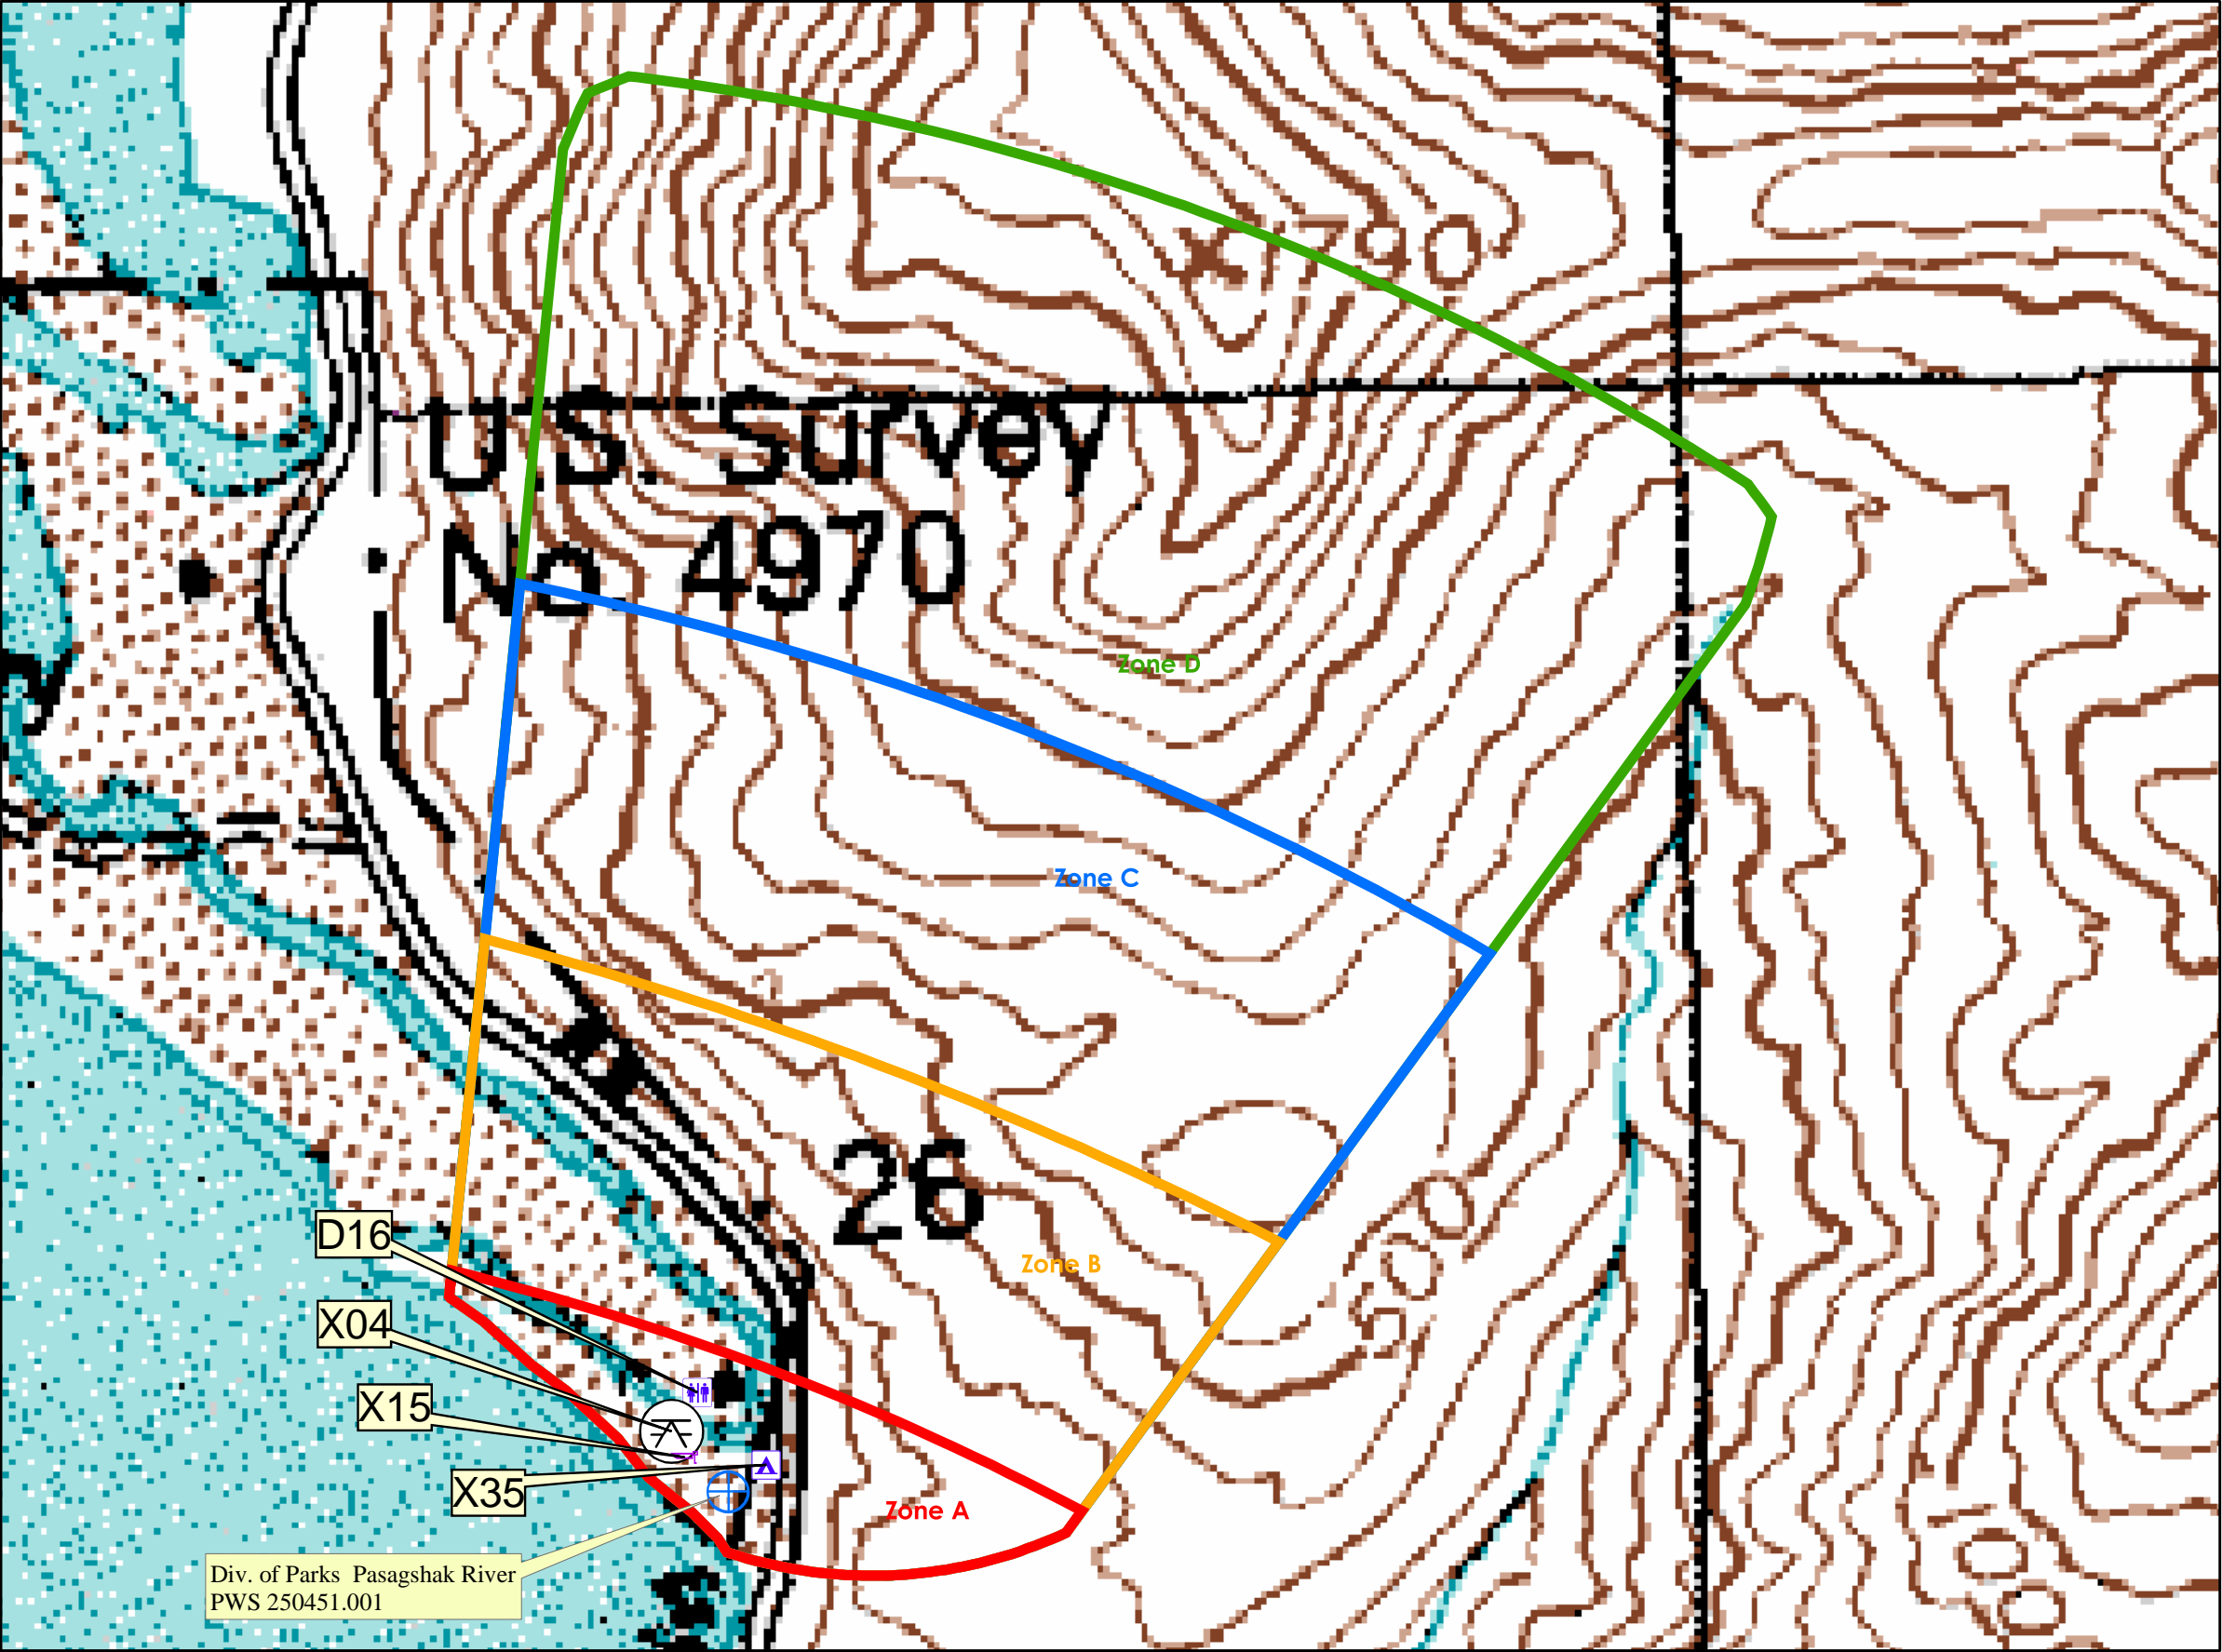 U S. Survey
No. 4970
Zone D
Zone C
26
D16
Zone B
X04
X15
X35
Zone A
Div. of Parks Pasagshak River
PWS 250451.001